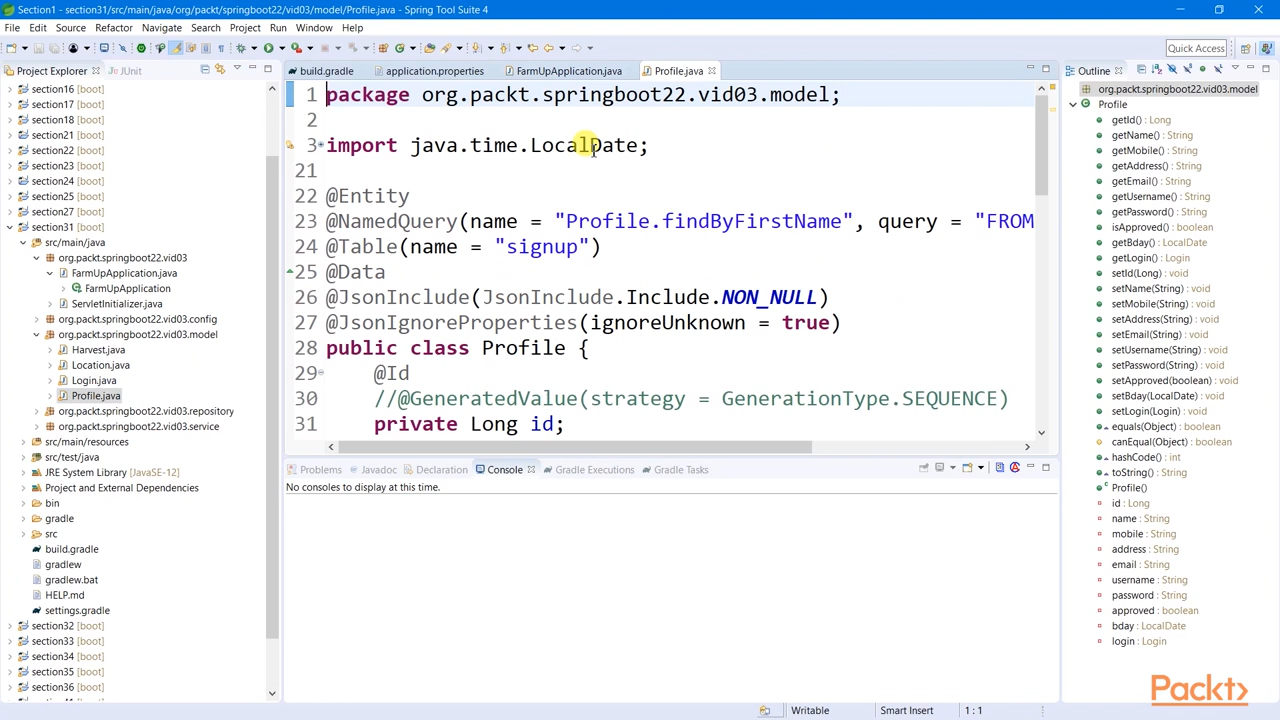 Section1 - section31/src/main/java/org/packt/springboot22/vid03/model/Profile.java - Spring Tool Suite 4
File Edit Source Refactor Navigate Search Project Run Window Help
Quick Access
Project Explorer
JUnit
section16 [boot]
section17 [boot]
section18 [boot]
section21 [boot]
section22 [boot]
section23 [boot]
section24 [boot]
section25 [boot]
section27 [boot]
section31 [boot]
src/main/java
org.packt.springboot22.vid03
FarmUpApplication.java
FarmUpApplication
ServletInitializer.java
org.packt.springboot22.vid03.config
org.packt.springboot22.vid03.model
Harvest.java
Location.java
Login.java
Profile.java
org.packt.springboot22.vid03.repository
org.packt.springboot22.vid03.service
src/main/resources
src/test/java
JRE System Library [JavaSE-12]
Project and External Dependencies
bin
gradle
src
build.gradle
gradlew
gradlew.bat
HELP.md
settings.gradle
section32 [boot]
section33 [boot]
section34 [boot]
section35 [boot]
section36 [boot]
build.gradle application.properties FarmUpApplication.java Profile.java
1 package org.packt.springboot22.vid03.model;
2
3 import java.time.LocalDate;
21
22 @Entity
23 @NamedQuery(name = "Profile.findByFirstName", query = "FROM
24 @Table(name = "signup")
25 @Data
26 @JsonInclude(JsonInclude.Include.NON_NULL)
27 @JsonIgnoreProperties(ignoreUnknown = true)
28 public class Profile {
29 @Id
30 //@GeneratedValue(strategy = GenerationType.SEQUENCE)
31 private Long id;
Problems Javadoc Declaration Console Gradle Executions Gradle Tasks
No consoles to display at this time.
Outline
org.packt.springboot22.vid03.model
Profile
getId() : Long
getName() : String
getMobile() : String
getAddress() : String
getEmail() : String
getUsername() : String
getPassword() : String
isApproved() : boolean
getBday() : LocalDate
getLogin() : Login
setId(Long) : void
setName(String) : void
setMobile(String) : void
setAddress(String) : void
setEmail(String) : void
setUsername(String) : void
setPassword(String) : void
setApproved(boolean) : void
setBday(LocalDate) : void
setLogin(Login) : void
equals(Object) : boolean
canEqual(Object) : boolean
hashCode() : int
toString() : String
Profile()
id : Long
name : String
mobile : String
address : String
email : String
username : String
password : String
approved : boolean
bday : LocalDate
login : Login
Packt>
Writable Smart Insert 1 : 1